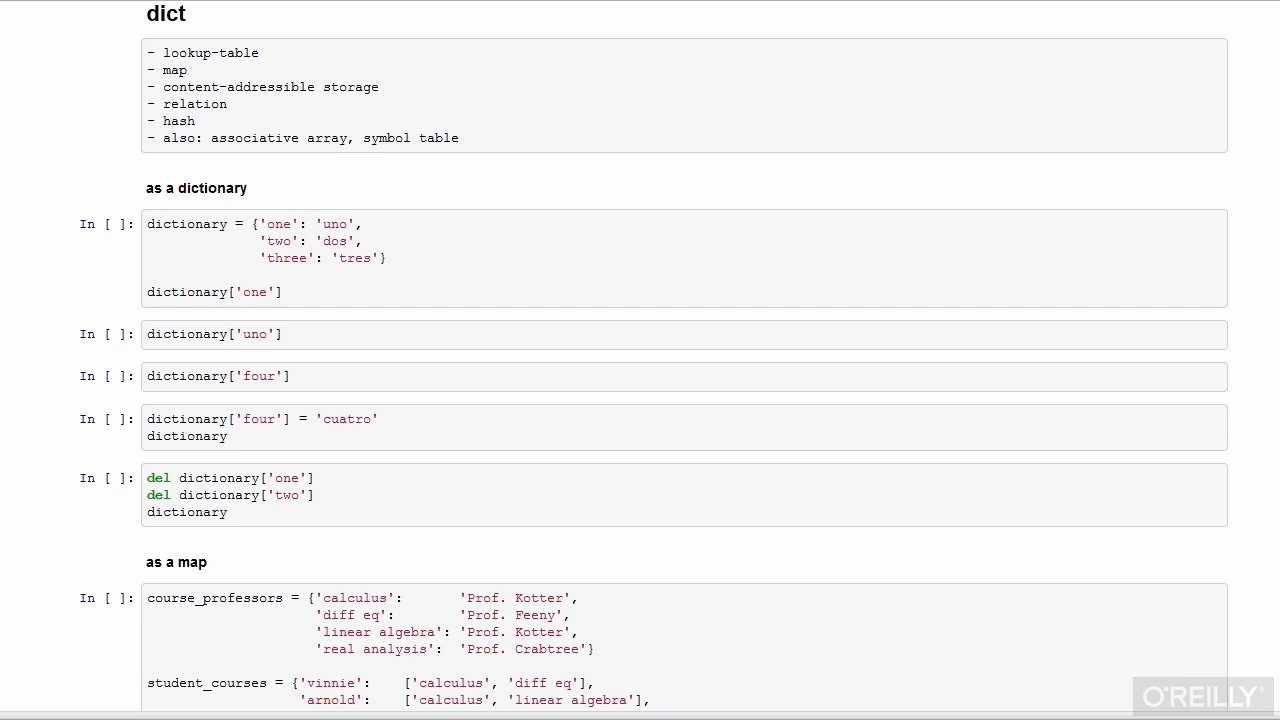 dict
- lookup-table
- map
- content-addressible storage
- relation
- hash
- also: associative array, symbol table
as a dictionary
In [ ]: dictionary = {'one': 'uno',
'two': 'dos',
'three': 'tres'}
dictionary['one']
In [ ]: dictionary['uno']
In [ ]: dictionary['four']
In [ ]: dictionary['four'] = 'cuatro'
dictionary
In [ ]: del dictionary['one']
del dictionary['two']
dictionary
as a map
In [ ]: course_professors = {'calculus': 'Prof. Kotter',
'diff eq': 'Prof. Feeny',
'linear algebra': 'Prof. Kotter',
'real analysis': 'Prof. Crabtree'}
student_courses = {'vinnie': ['calculus', 'diff eq'],
'arnold': ['calculus', 'linear algebra'],
O'REILLY